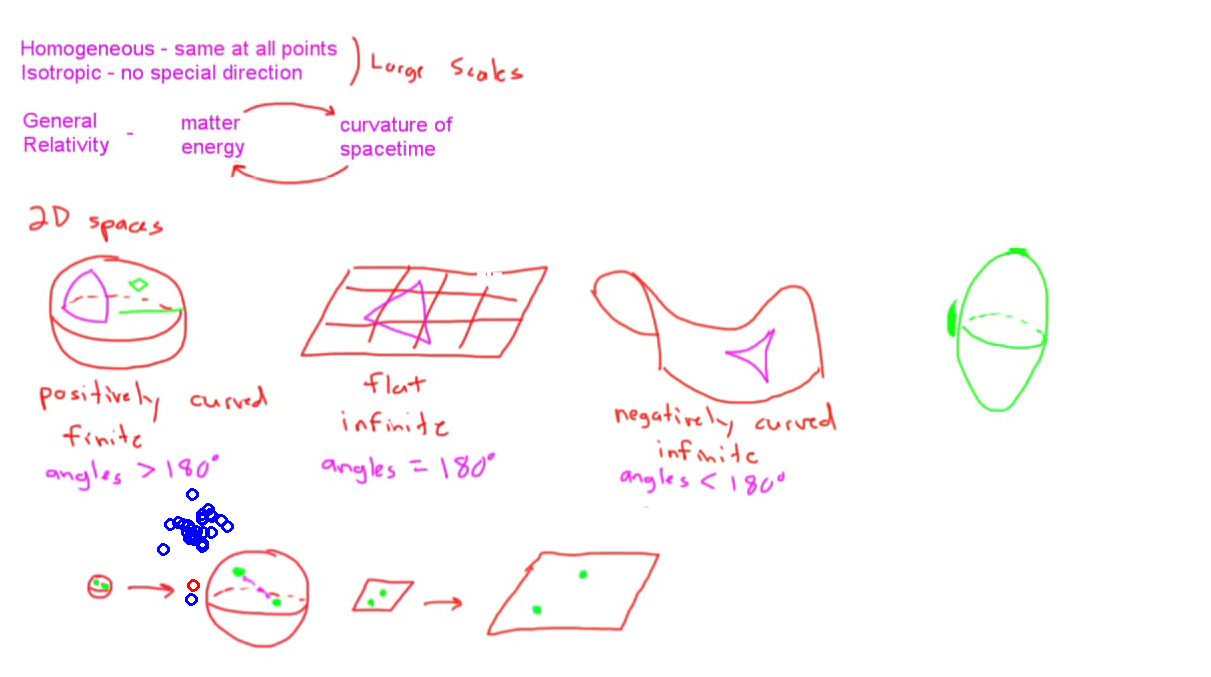 Homogeneous - same at all points
Isotropic - no special direction
Large Scales
General Relativity -
matter energy
curvature of spacetime
2D spaces
positively curved
finite
angles > 180°
flat
infinite
angles = 180°
negatively curved
infinite
angles < 180°